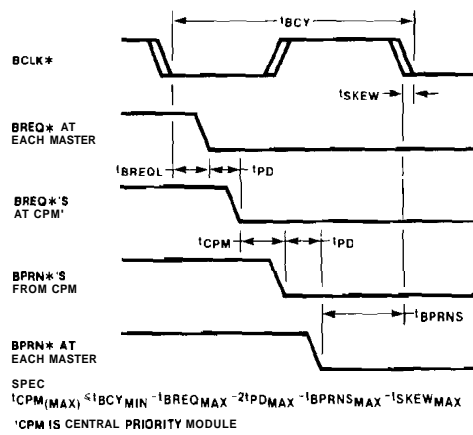 tBCY
BCLK*
tSKEW
BREQ* AT
EACH MASTER
tBREQL
tPD
BREQ*'S
AT CPM'
tCPM
tPD
BPRN*'S
FROM CPM
tBPRNS
BPRN* AT
EACH MASTER
SPEC
tCPM(MAX) ≤tBCYMIN -tBREQMAX -2tPDMAX -tBPRNSMAX -tSKEWMAX
'CPM IS CENTRAL PRIORITY MODULE